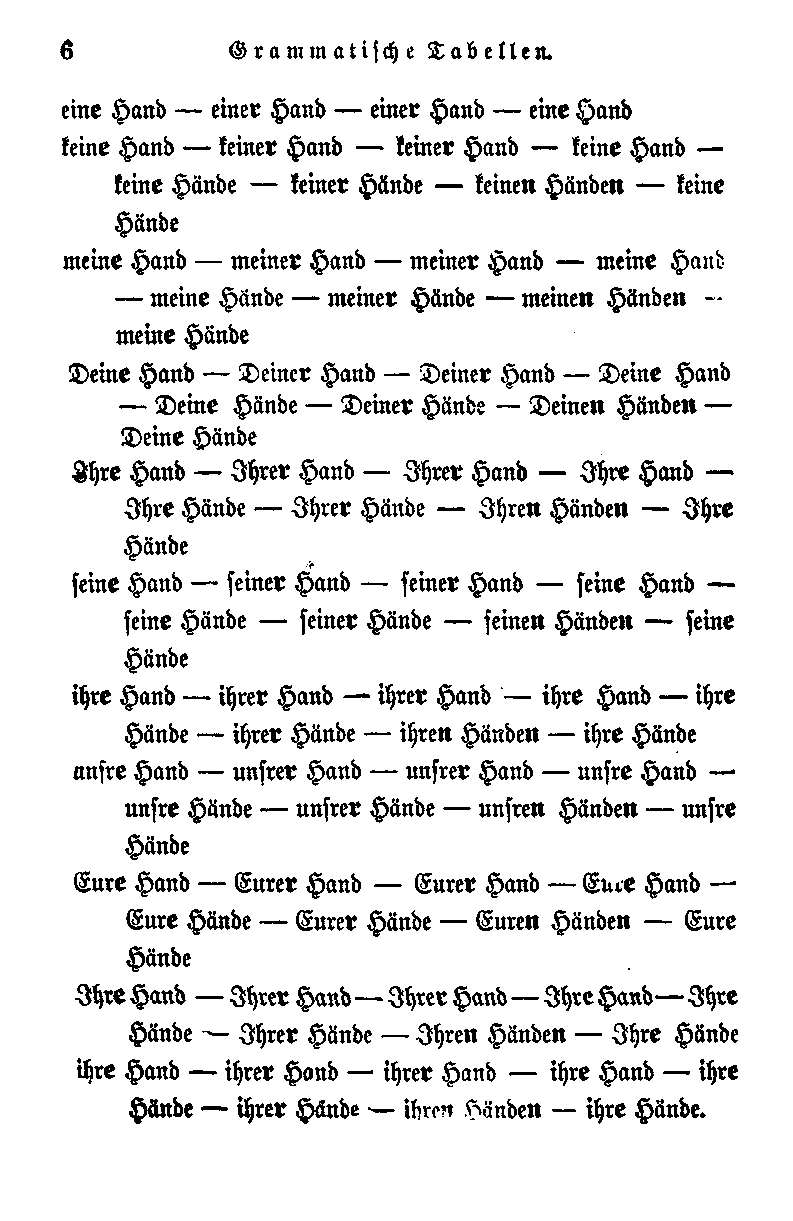 6 Grammatische Tabellen.
eine Hand — einer Hand — einer Hand — eine Hand
keine Hand — keiner Hand — keiner Hand — keine Hand —
keine Hände — keiner Hände — keinen Händen — keine
Hände
meine Hand — meiner Hand — meiner Hand — meine Hand
— meine Hände — meiner Hände — meinen Händen —
meine Hände
Deine Hand — Deiner Hand — Deiner Hand — Deine Hand
— Deine Hände — Deiner Hände — Deinen Händen —
Deine Hände
Ihre Hand — Ihrer Hand — Ihrer Hand — Ihre Hand —
Ihre Hände — Ihrer Hände — Ihren Händen — Ihre
Hände
seine Hand — seiner Hand — seiner Hand — seine Hand —
seine Hände — seiner Hände — seinen Händen — seine
Hände
ihre Hand — ihrer Hand — ihrer Hand — ihre Hand — ihre
Hände — ihrer Hände — ihren Händen — ihre Hände
unsre Hand — unsrer Hand — unsrer Hand — unsre Hand —
unsre Hände — unsrer Hände — unsren Händen — unsre
Hände
Eure Hand — Eurer Hand — Eurer Hand — Eure Hand —
Eure Hände — Eurer Hände — Euren Händen — Eure
Hände
Ihre Hand — Ihrer Hand — Ihrer Hand — Ihre Hand — Ihre
Hände — Ihrer Hände — Ihren Händen — Ihre Hände
ihre Hand — ihrer Hond — ihrer Hand — ihre Hand — ihre
Hände — ihrer Hände — ihren Händen — ihre Hände.